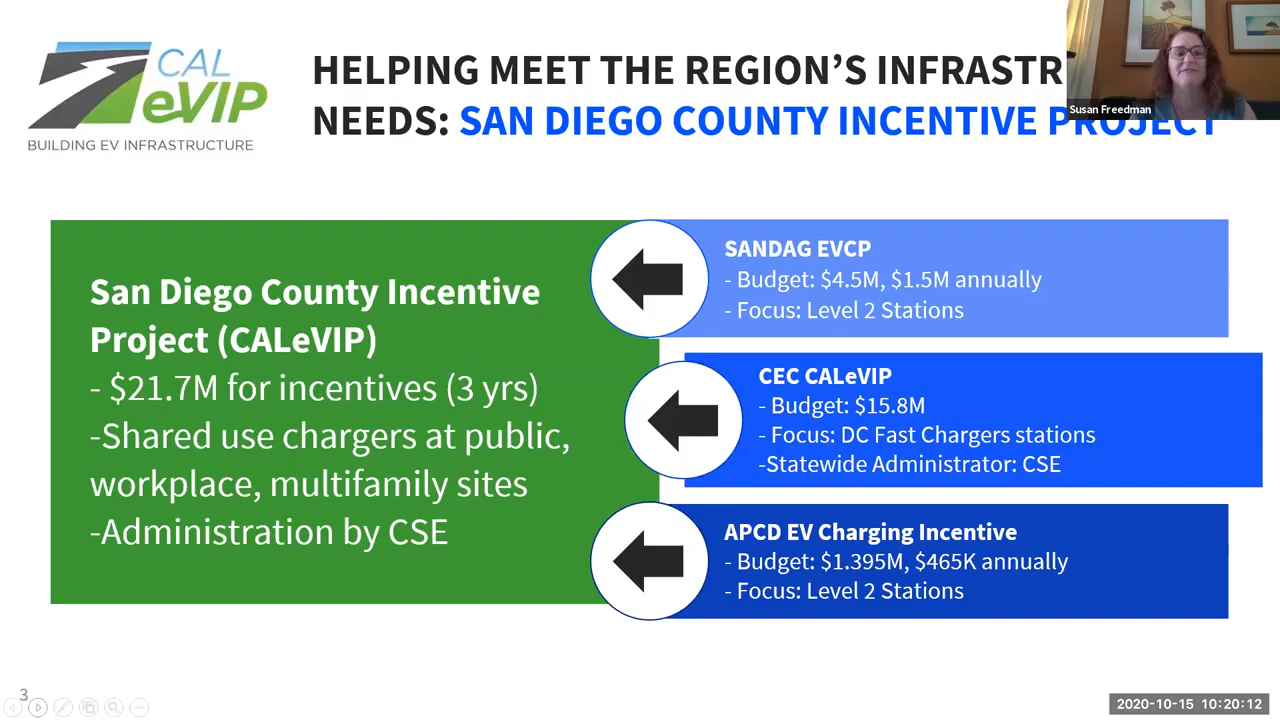 CAL
eVIP
BUILDING EV INFRASTRUCTURE
HELPING MEET THE REGION'S INFRASTR
NEEDS: SAN DIEGO COUNTY INCENTIVE PROJECT
Susan Freedman
San Diego County Incentive
Project (CALeVIP)
- $21.7M for incentives (3 yrs)
-Shared use chargers at public,
workplace, multifamily sites
-Administration by CSE
SANDAG EVCP
- Budget: $4.5M, $1.5M annually
- Focus: Level 2 Stations
CEC CALeVIP
- Budget: $15.8M
- Focus: DC Fast Chargers stations
-Statewide Administrator: CSE
APCD EV Charging Incentive
- Budget: $1.395M, $465K annually
- Focus: Level 2 Stations
3
2020-10-15 10:20:12